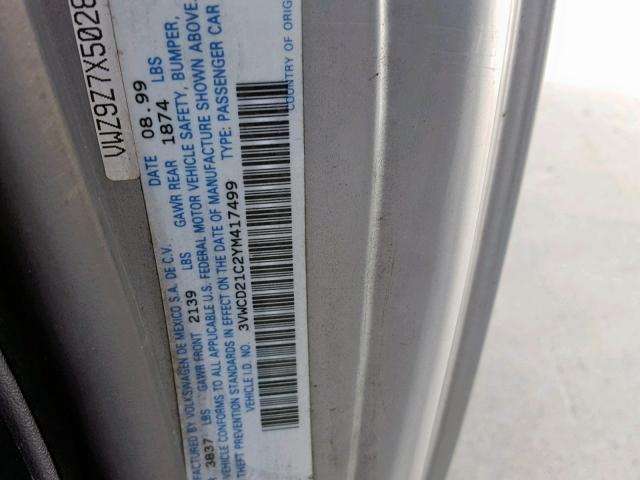 VWZ9Z7X5028
FACTURED BY VOLKSWAGEN DE MEXICO S.A. DE C.V. DATE 08.99
3837 LBS GAWR FRONT 2139 LBS GAWR REAR 1874 LBS
VEHICLE CONFORMS TO ALL APPLICABLE U.S. FEDERAL MOTOR VEHICLE SAFETY, BUMPER,
THEFT PREVENTION STANDARDS IN EFFECT ON THE DATE OF MANUFACTURE SHOWN ABOVE.
VEHICLE I.D. NO. 3VWCD21C2YM417499 TYPE: PASSENGER CAR
COUNTRY OF ORIG